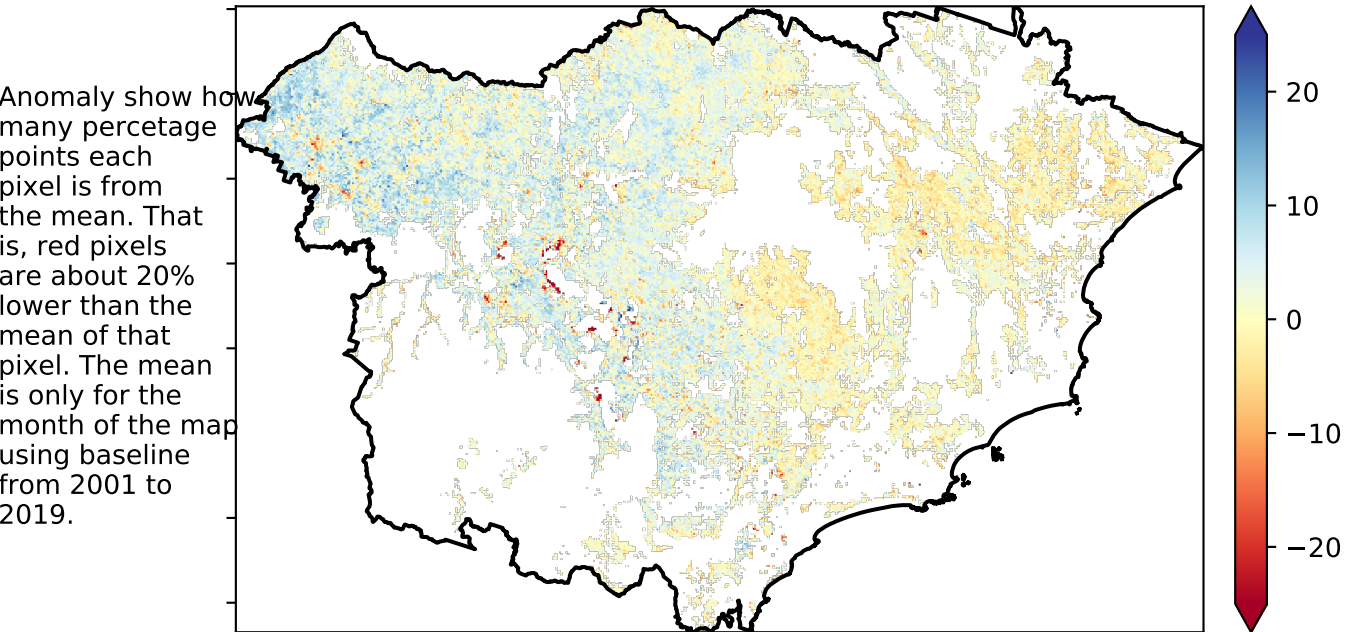 Anomaly show how
many percetage
points each
pixel is from
the mean. That
is, red pixels
are about 20%
lower than the
mean of that
pixel. The mean
is only for the
month of the map
using baseline
from 2001 to
2019.
20
10
0
−10
−20